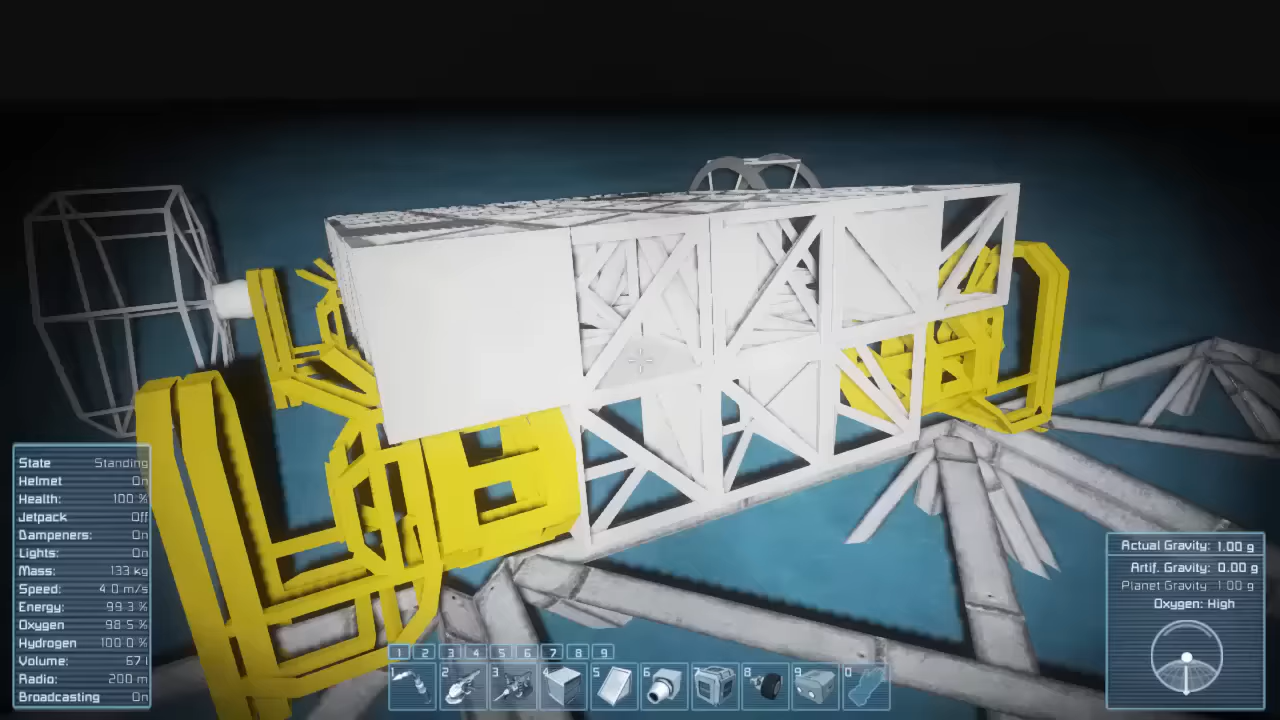 State Standing
Helmet On
Health: 100 %
Jetpack Off
Dampeners: On
Lights: On
Mass: 133 kg
Speed: 4.0 m/s
Energy: 99.3 %
Oxygen 98.5 %
Hydrogen 100.0 %
Volume: 67 l
Radio: 200 m
Broadcasting On
1 2 3 4 5 6 7 8 9
1 2 3 4 5 6 7 8 9 0
Actual Gravity: 1.00 g
Artif. Gravity: 0.00 g
Planet Gravity: 1.00 g
Oxygen: High